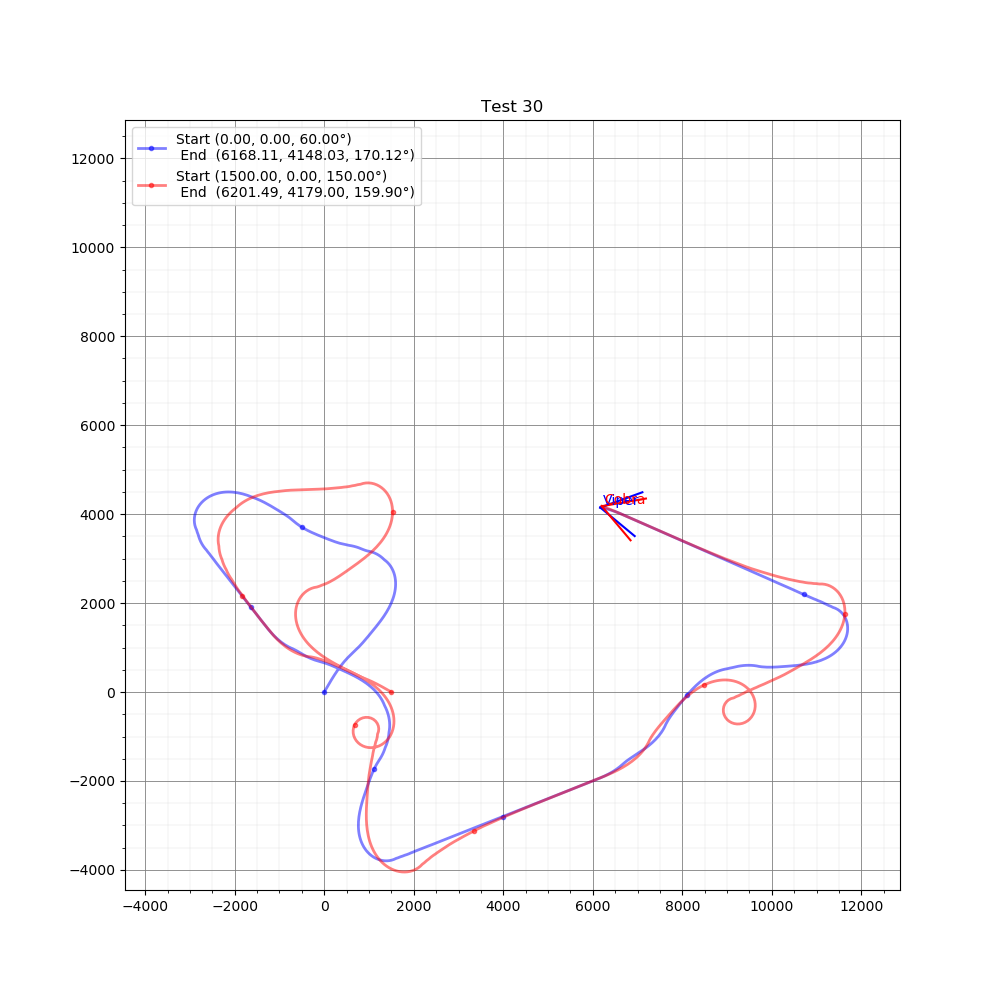 Test 30
Start (0.00, 0.00, 60.00°)
End  (6168.11, 4148.03, 170.12°)
Start (1500.00, 0.00, 150.00°)
End  (6201.49, 4179.00, 159.90°)
12000
10000
8000
6000
4000
2000
0
−2000
−4000
Viper
Cobra
−4000 −2000 0 2000 4000 6000 8000 10000 12000